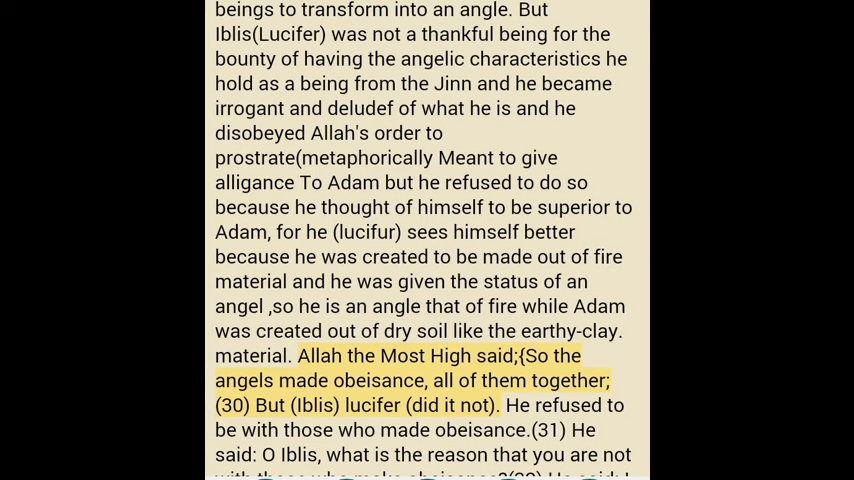 beings to transform into an angle. But
Iblis(Lucifer) was not a thankful being for the
bounty of having the angelic characteristics he
hold as a being from the Jinn and he became
irrogant and deludef of what he is and he
disobeyed Allah's order to
prostrate(metaphorically Meant to give
alligance To Adam but he refused to do so
because he thought of himself to be superior to
Adam, for he (lucifur) sees himself better
because he was created to be made out of fire
material and he was given the status of an
angel ,so he is an angle that of fire while Adam
was created out of dry soil like the earthy-clay.
material. Allah the Most High said;{So the
angels made obeisance, all of them together;
(30) But (Iblis) lucifer (did it not). He refused to
be with those who made obeisance.(31) He
said: O Iblis, what is the reason that you are not
with those who make obeisance?(32) He said: I